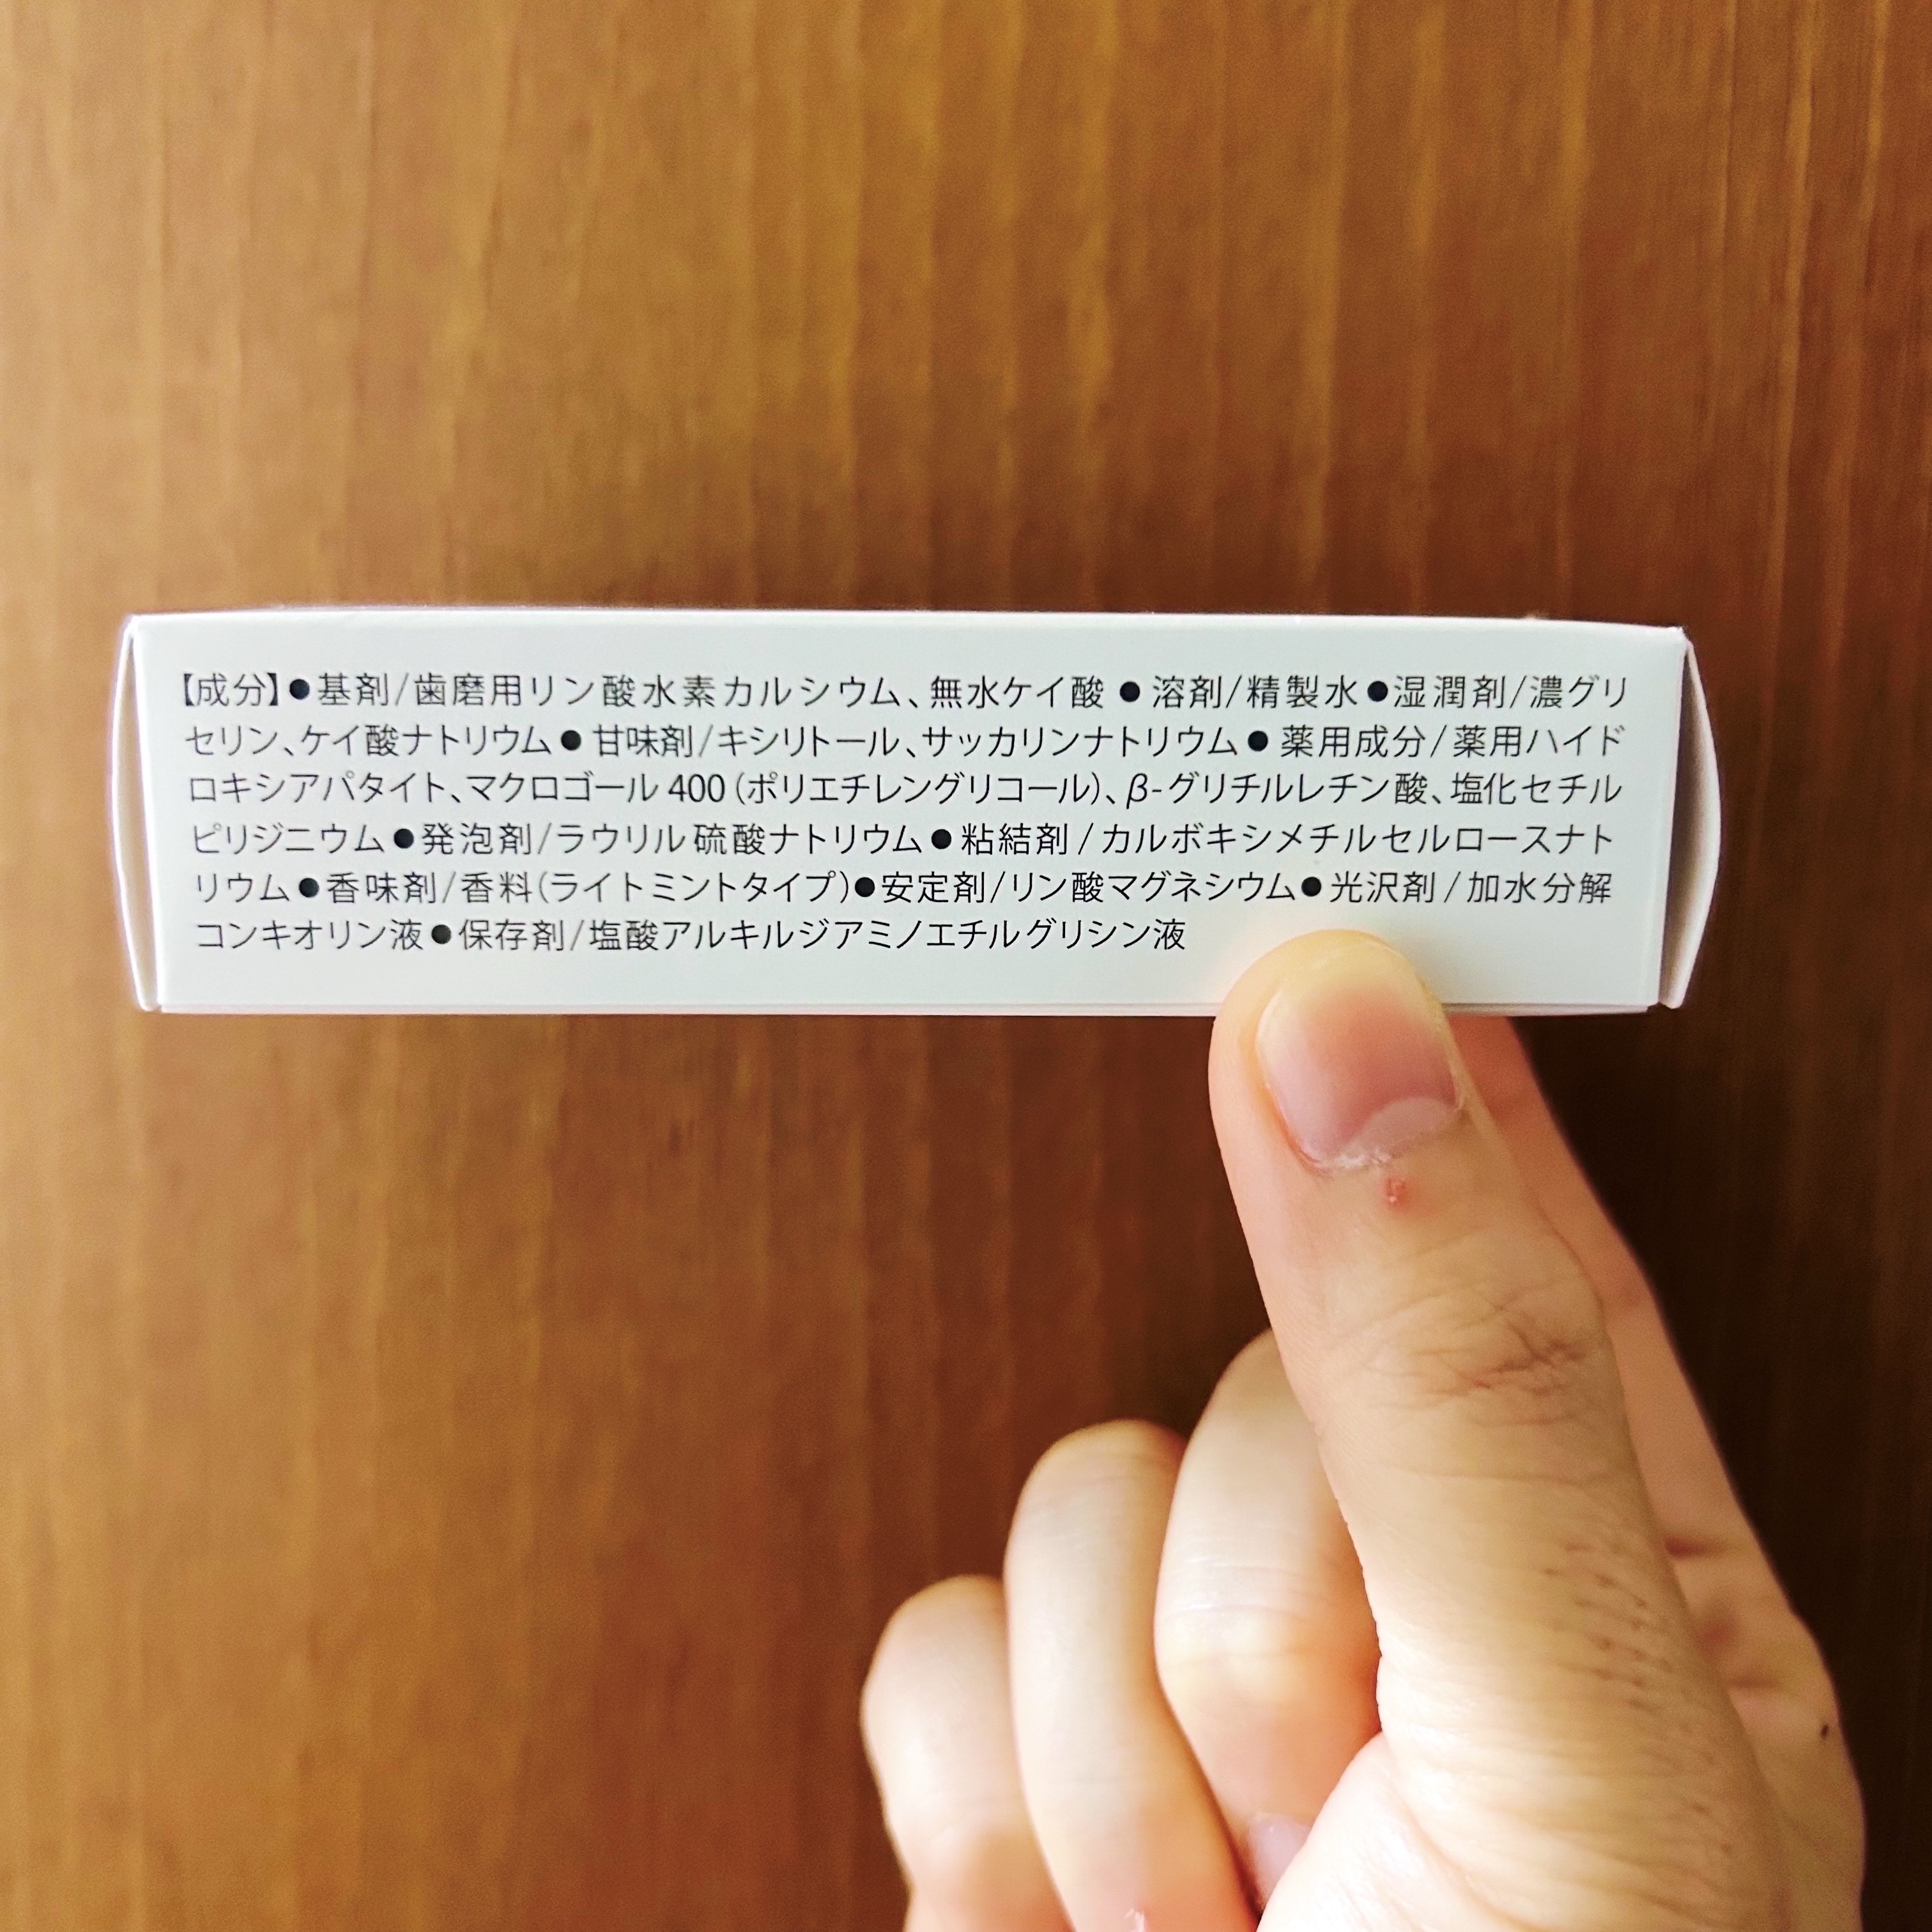 【成分】●基剤/歯磨用リン酸水素カルシウム、無水ケイ酸●溶剤/精製水●湿潤剤/濃グリ
セリン、ケイ酸ナトリウム●甘味剤/キシリトール、サッカリンナトリウム●薬用成分/薬用ハイド
ロキシアパタイト、マクロゴール400(ポリエチレングリコール)、β-グリチルレチン酸、塩化セチル
ピリジニウム●発泡剤/ラウリル硫酸ナトリウム●粘結剤/カルボキシメチルセルロースナト
リウム●香味剤/香料(ライトミントタイプ)●安定剤/リン酸マグネシウム●光沢剤/加水分解
コンキオリン液●保存剤/塩酸アルキルジアミノエチルグリシン液